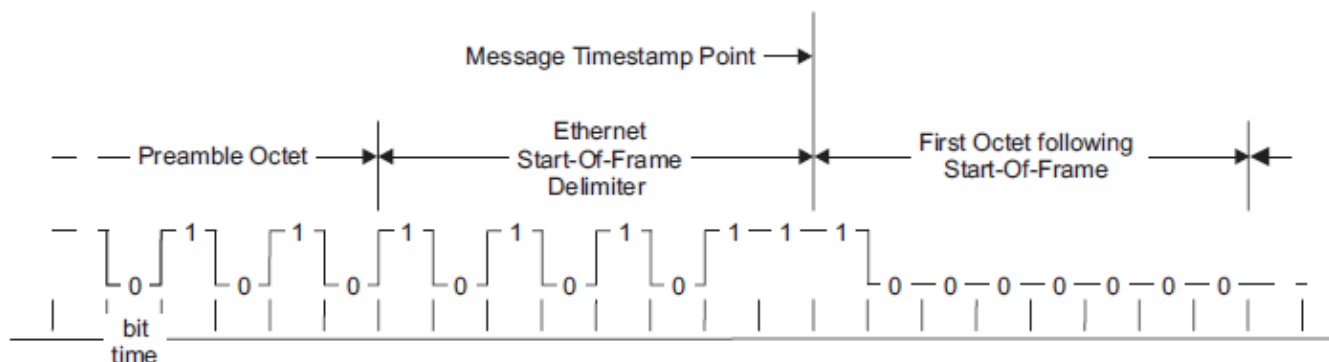 Message Timestamp Point
Preamble Octet
Ethernet
Start-Of-Frame
Delimiter
First Octet following
Start-Of-Frame
0 1 0 1 0 1 0 1 0 1 0 1 1 1 0 0 0 0 0 0 0
bit
time